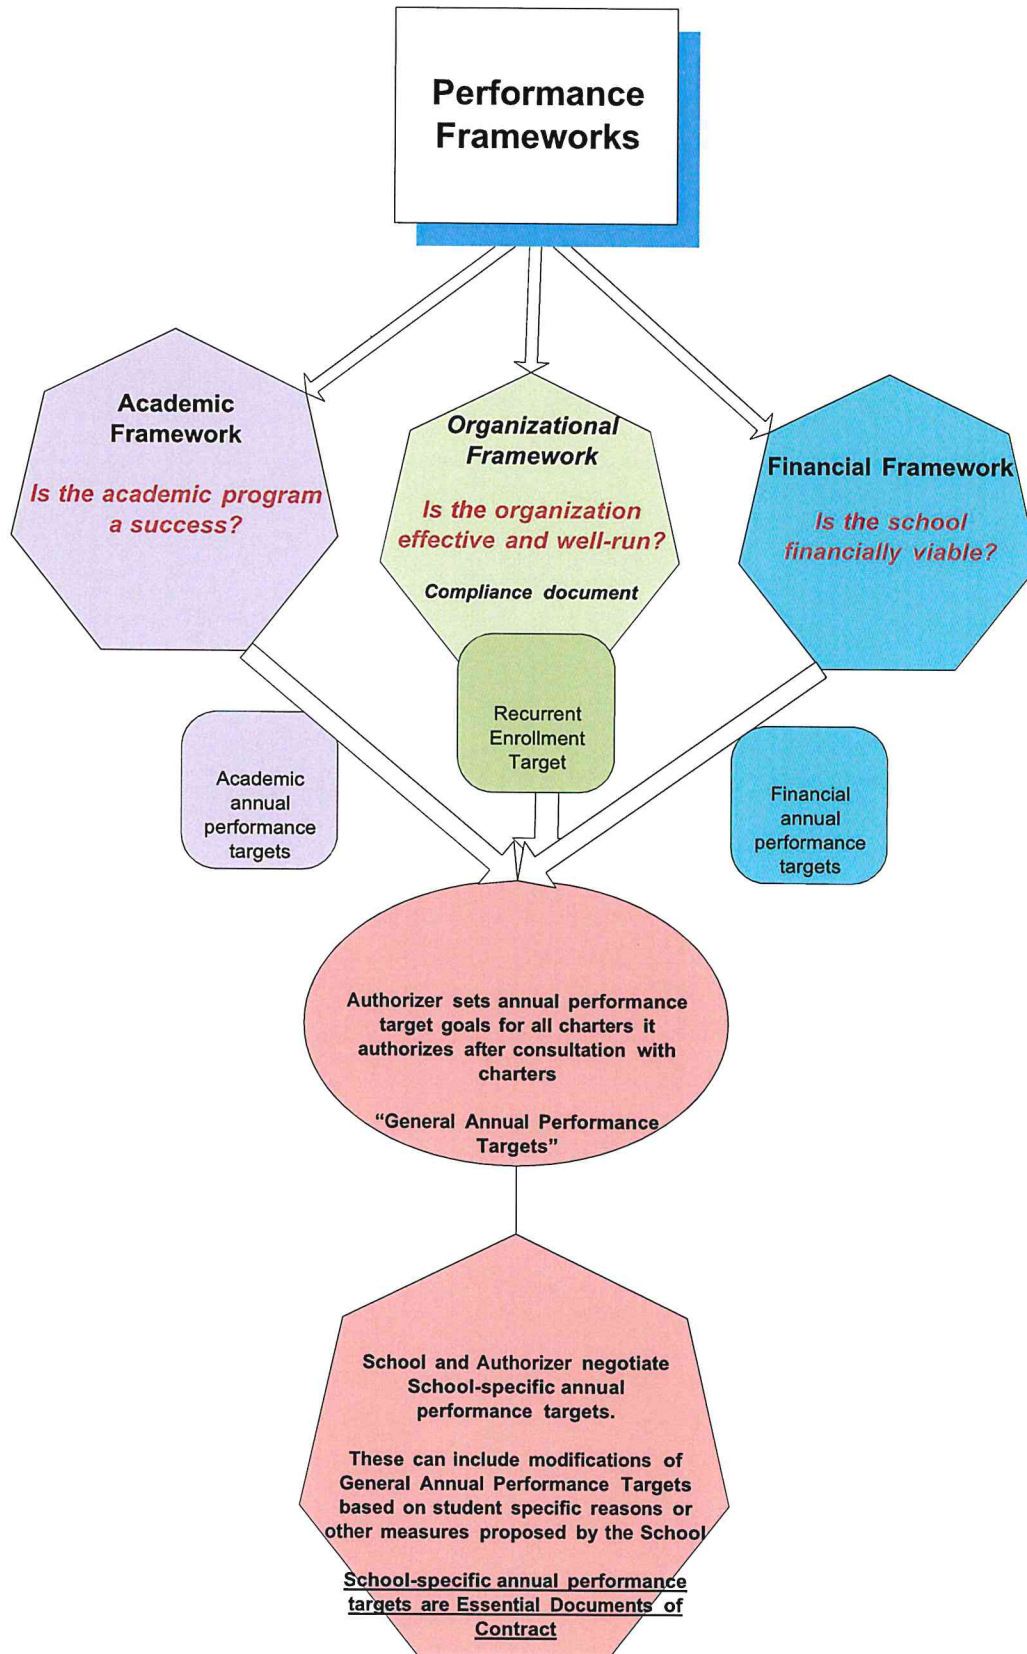 Performance
Frameworks
Academic
Framework
Is the academic program
a success?
Organizational
Framework
Is the organization
effective and well-run?
Compliance document
Financial Framework
Is the school
financially viable?
Academic
annual
performance
targets
Recurrent
Enrollment
Target
Financial
annual
performance
targets
Authorizer sets annual performance
target goals for all charters it
authorizes after consultation with
charters
“General Annual Performance
Targets”
School and Authorizer negotiate
School-specific annual
performance targets.
These can include modifications of
General Annual Performance Targets
based on student specific reasons or
other measures proposed by the School
School-specific annual performance
targets are Essential Documents of
Contract